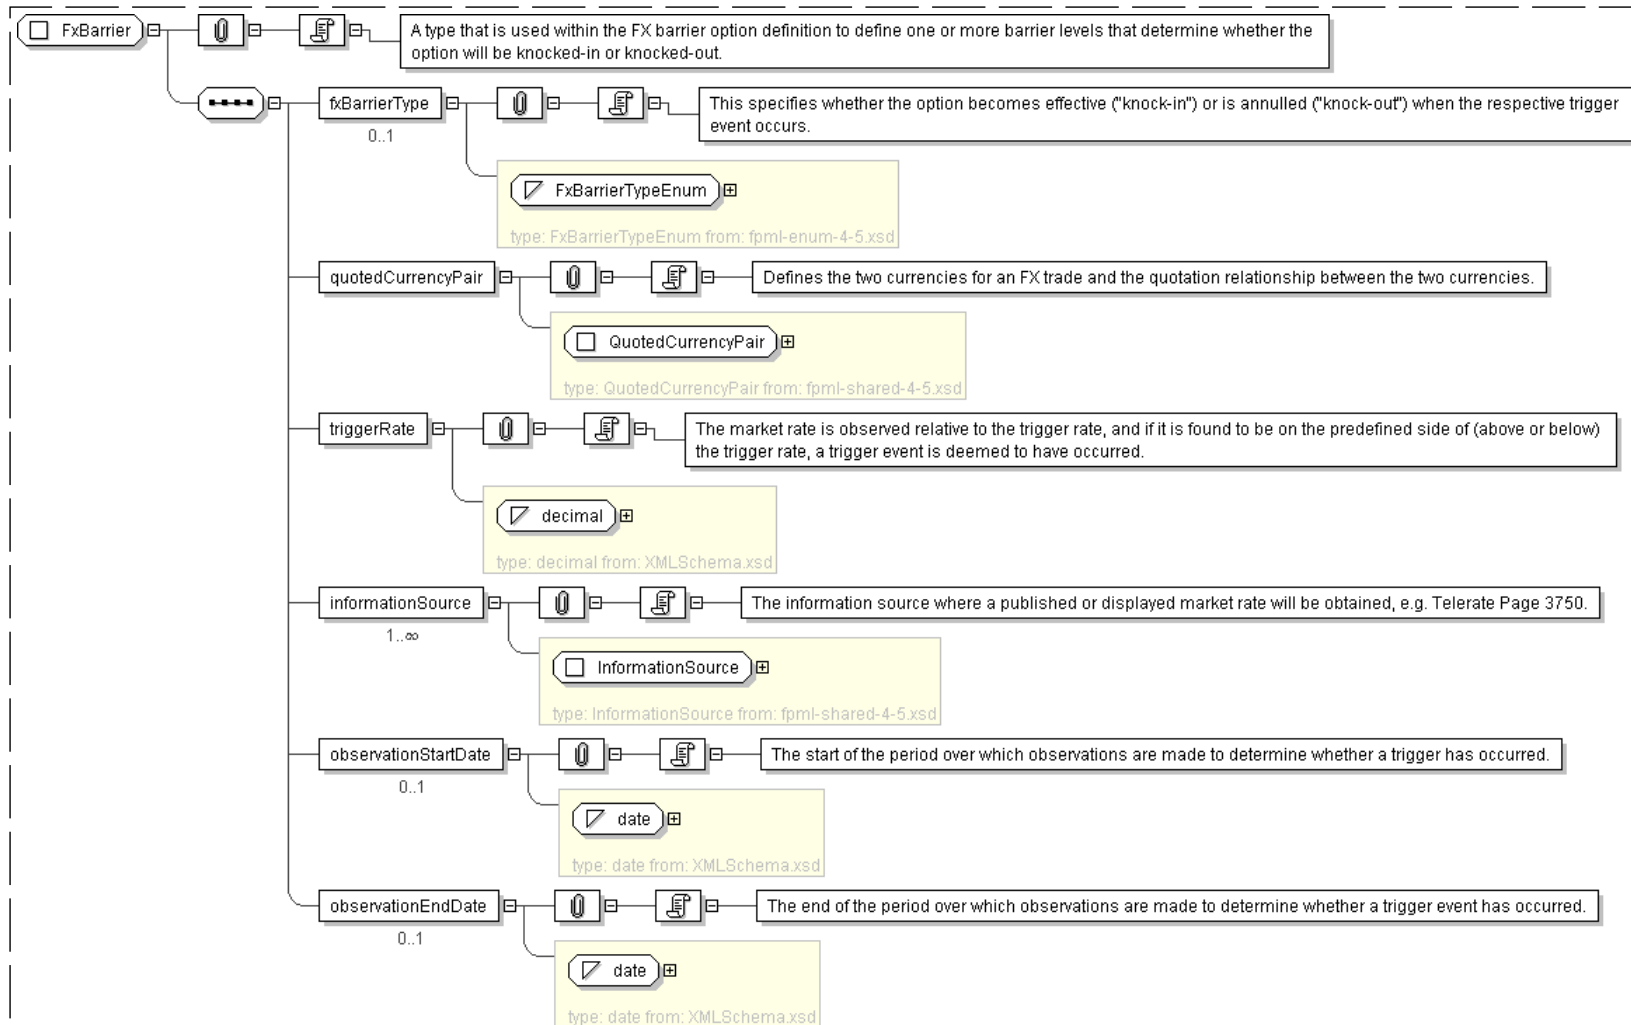 FxBarrier
A type that is used within the FX barrier option definition to define one or more barrier levels that determine whether the
option will be knocked-in or knocked-out.
fxBarrierType
0..1
This specifies whether the option becomes effective ("knock-in") or is annulled ("knock-out") when the respective trigger
event occurs.
FxBarrierTypeEnum
type: FxBarrierTypeEnum from: fpml-enum-4-5.xsd
quotedCurrencyPair
Defines the two currencies for an FX trade and the quotation relationship between the two currencies.
QuotedCurrencyPair
type: QuotedCurrencyPair from: fpml-shared-4-5.xsd
triggerRate
The market rate is observed relative to the trigger rate, and if it is found to be on the predefined side of (above or below)
the trigger rate, a trigger event is deemed to have occurred.
decimal
type: decimal from: XMLSchema.xsd
informationSource
1..∞
The information source where a published or displayed market rate will be obtained, e.g. Telerate Page 3750.
InformationSource
type: InformationSource from: fpml-shared-4-5.xsd
observationStartDate
0..1
The start of the period over which observations are made to determine whether a trigger has occurred.
date
type: date from: XMLSchema.xsd
observationEndDate
0..1
The end of the period over which observations are made to determine whether a trigger event has occurred.
date
type: date from: XMLSchema.xsd